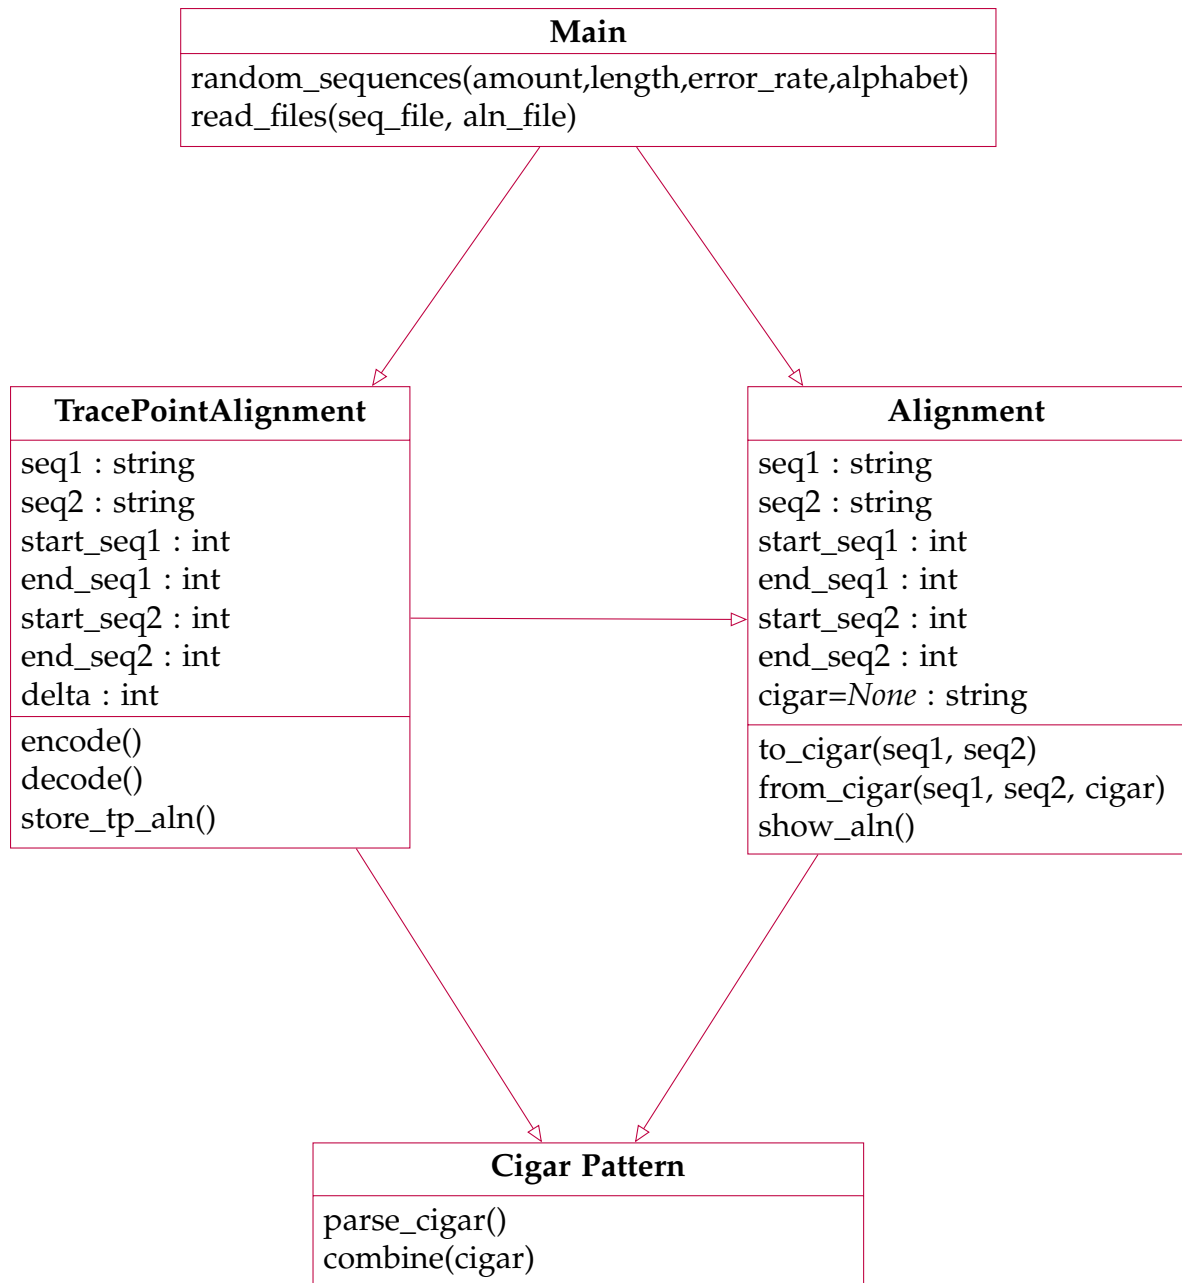 Main
random_sequences(amount,length,error_rate,alphabet)
read_files(seq_file, aln_file)
TracePointAlignment
seq1 : string
seq2 : string
start_seq1 : int
end_seq1 : int
start_seq2 : int
end_seq2 : int
delta : int
encode()
decode()
store_tp_aln()
Alignment
seq1 : string
seq2 : string
start_seq1 : int
end_seq1 : int
start_seq2 : int
end_seq2 : int
cigar=None : string
to_cigar(seq1, seq2)
from_cigar(seq1, seq2, cigar)
show_aln()
Cigar Pattern
parse_cigar()
combine(cigar)